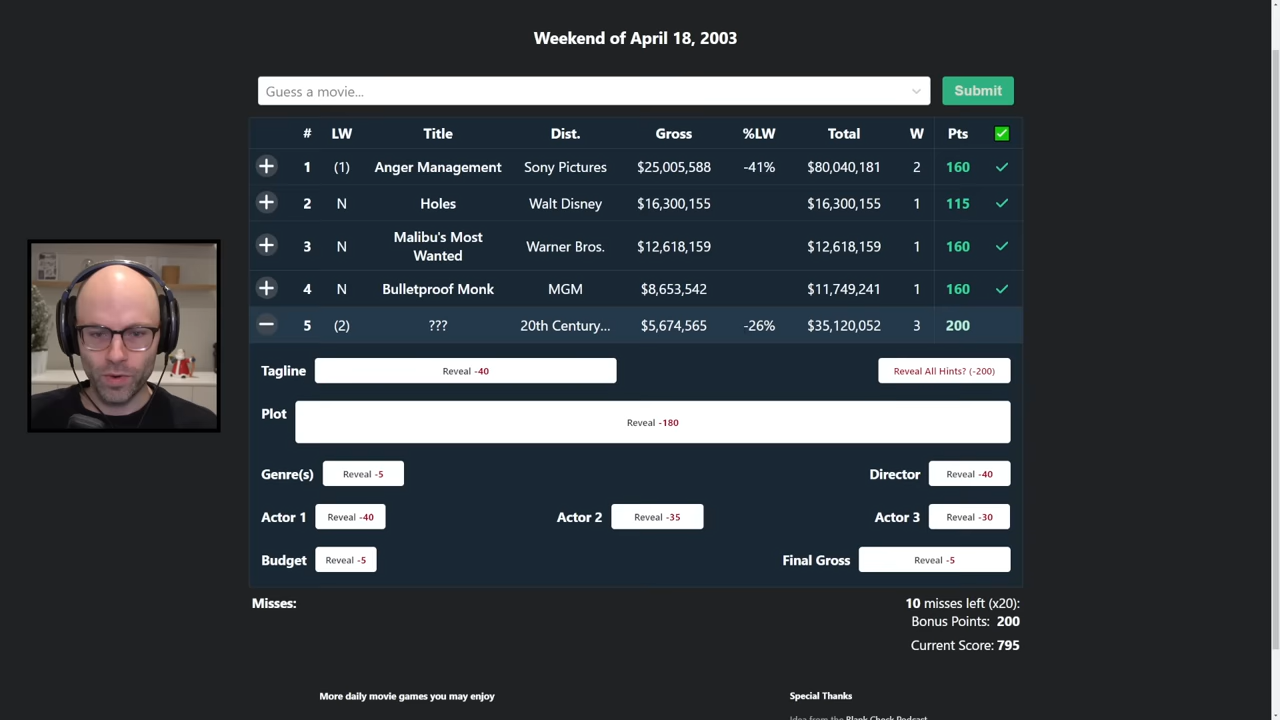 Weekend of April 18, 2003
Guess a movie...
Submit
# LW Title Dist. Gross %LW Total W Pts ✅
1 (1) Anger Management Sony Pictures $25,005,588 -41% $80,040,181 2 160 ✓
2 N Holes Walt Disney $16,300,155 $16,300,155 1 115 ✓
3 N Malibu's Most Wanted Warner Bros. $12,618,159 $12,618,159 1 160 ✓
4 N Bulletproof Monk MGM $8,653,542 $11,749,241 1 160 ✓
5 (2) ??? 20th Century... $5,674,565 -26% $35,120,052 3 200
Tagline Reveal -40 Reveal All Hints? (-200)
Plot Reveal -180
Genre(s) Reveal -5 Director Reveal -40
Actor 1 Reveal -40 Actor 2 Reveal -35 Actor 3 Reveal -30
Budget Reveal -5 Final Gross Reveal -5
Misses: 10 misses left (x20):
Bonus Points: 200
Current Score: 795
More daily movie games you may enjoy Special Thanks
Idea from the Blank Check Podcast